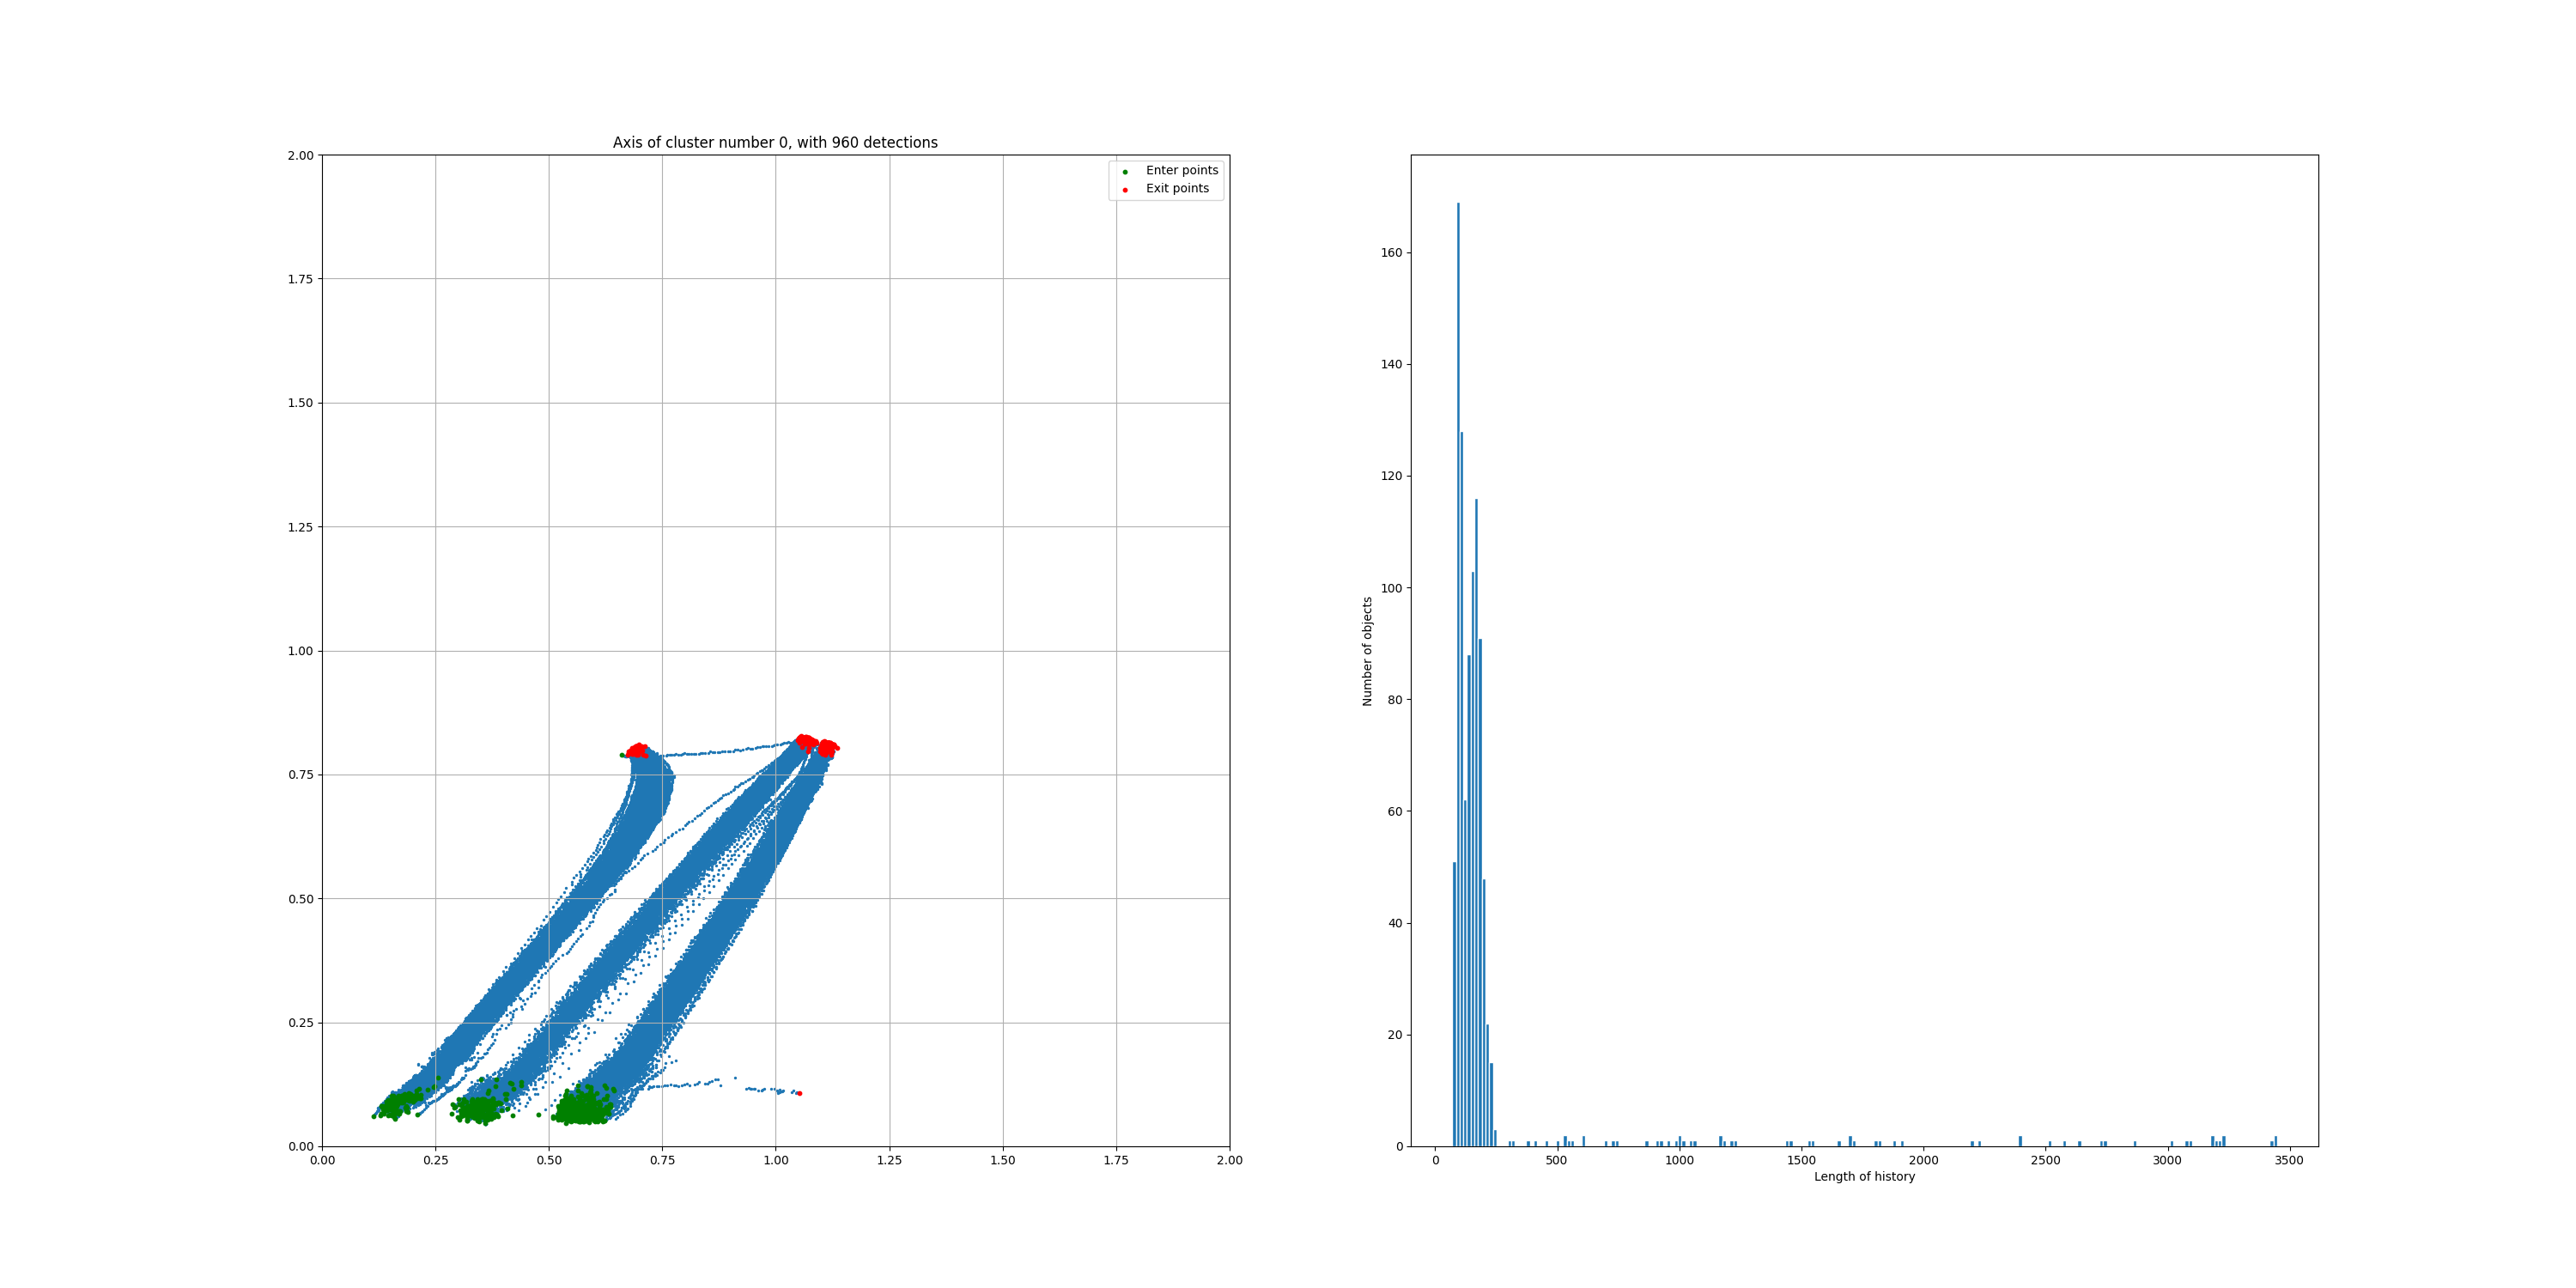 Axis of cluster number 0, with 960 detections
Enter points
Exit points
2.00
1.75
1.50
1.25
1.00
0.75
0.50
0.25
0.00
0.00 0.25 0.50 0.75 1.00 1.25 1.50 1.75 2.00
Number of objects
160
140
120
100
80
60
40
20
0
0 500 1000 1500 2000 2500 3000 3500
Length of history